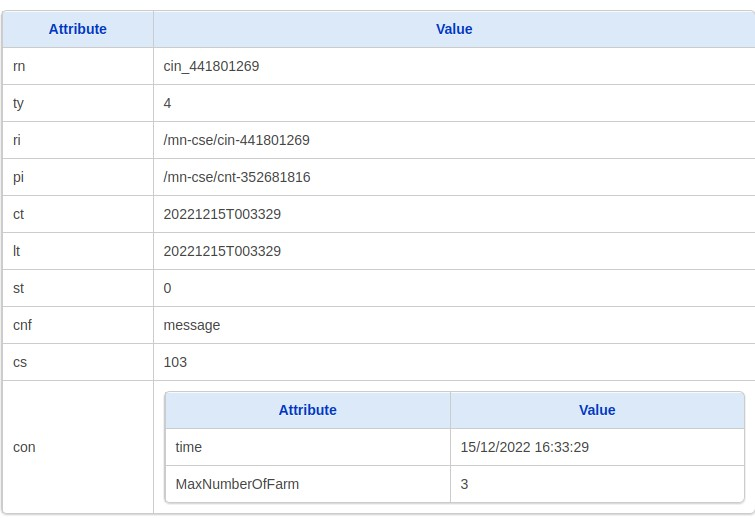 Attribute Value
rn cin_441801269
ty 4
ri /mn-cse/cin-441801269
pi /mn-cse/cnt-352681816
ct 20221215T003329
lt 20221215T003329
st 0
cnf message
cs 103
con
Attribute Value
time 15/12/2022 16:33:29
MaxNumberOfFarm 3